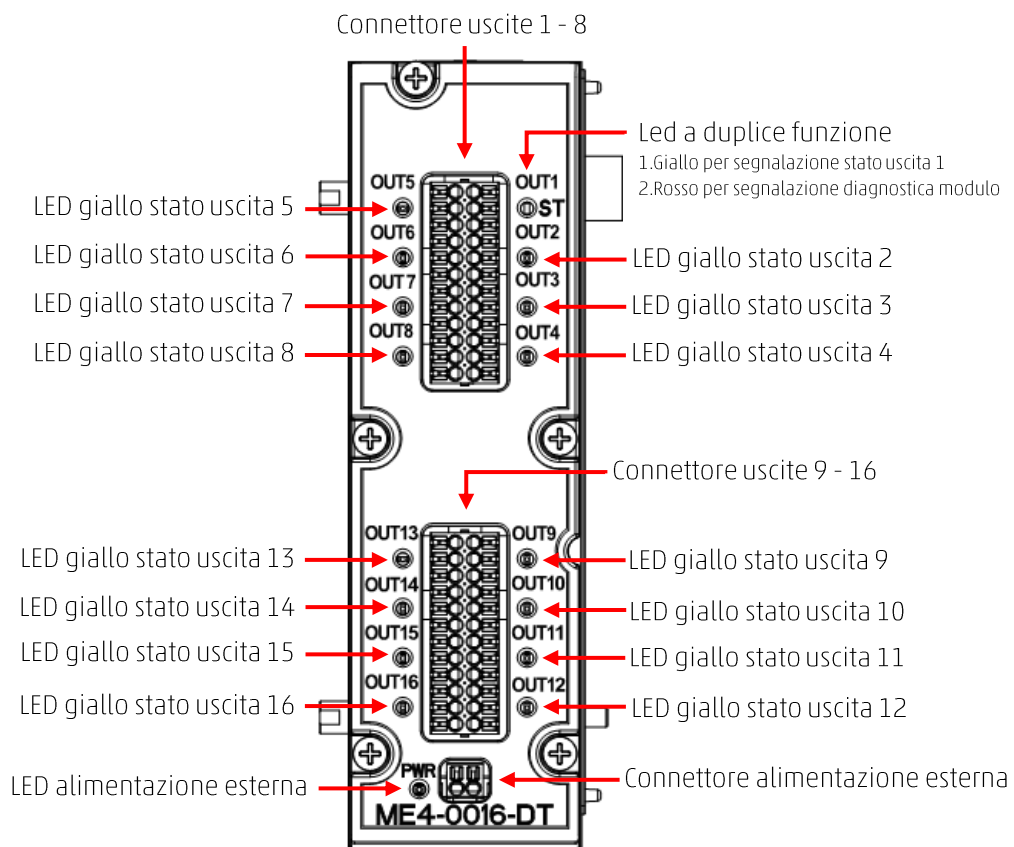 Connettore uscite 1 - 8
Led a duplice funzione
1.Giallo per segnalazione stato uscita 1
2.Rosso per segnalazione diagnostica modulo
OUT5
OUT1
LED giallo stato uscita 5
ST
OUT6
OUT2
LED giallo stato uscita 6
LED giallo stato uscita 2
OUT7
OUT3
LED giallo stato uscita 7
LED giallo stato uscita 3
OUT8
OUT4
LED giallo stato uscita 8
LED giallo stato uscita 4
Connettore uscite 9 - 16
OUT13
OUT9
LED giallo stato uscita 13
LED giallo stato uscita 9
OUT14
OUT10
LED giallo stato uscita 14
LED giallo stato uscita 10
OUT15
OUT11
LED giallo stato uscita 15
LED giallo stato uscita 11
OUT16
OUT12
LED giallo stato uscita 16
LED giallo stato uscita 12
PWR
Connettore alimentazione esterna
LED alimentazione esterna
ME4-0016-DT